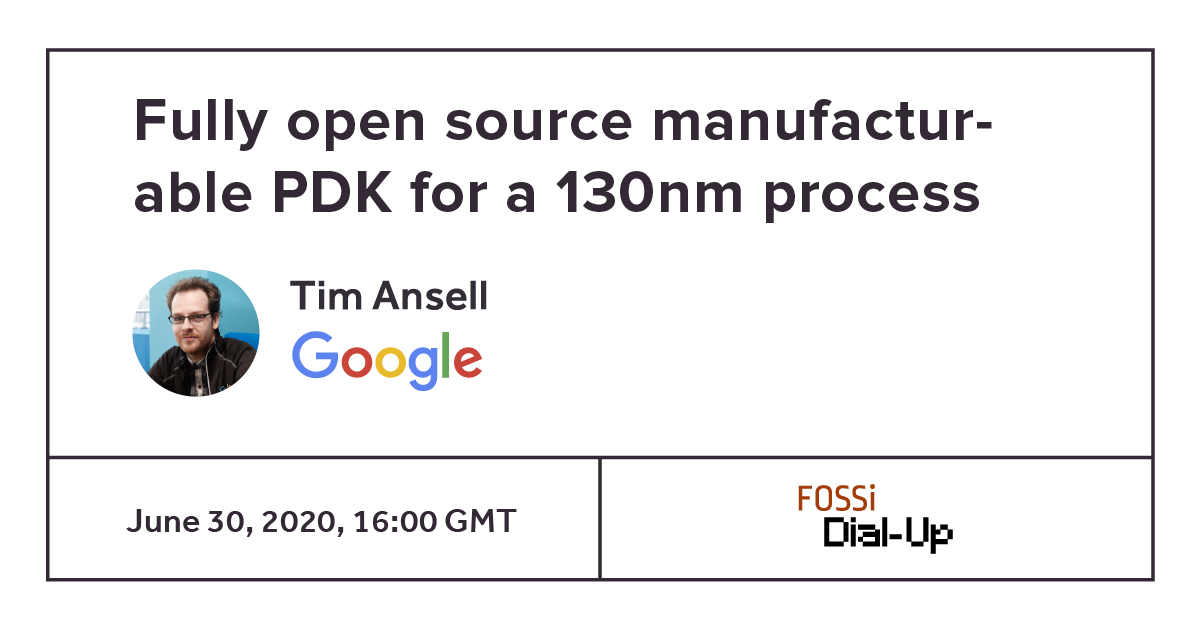 Fully open source manufactur-
able PDK for a 130nm process
Tim Ansell
Google
June 30, 2020, 16:00 GMT
FOSSi
Dial-Up